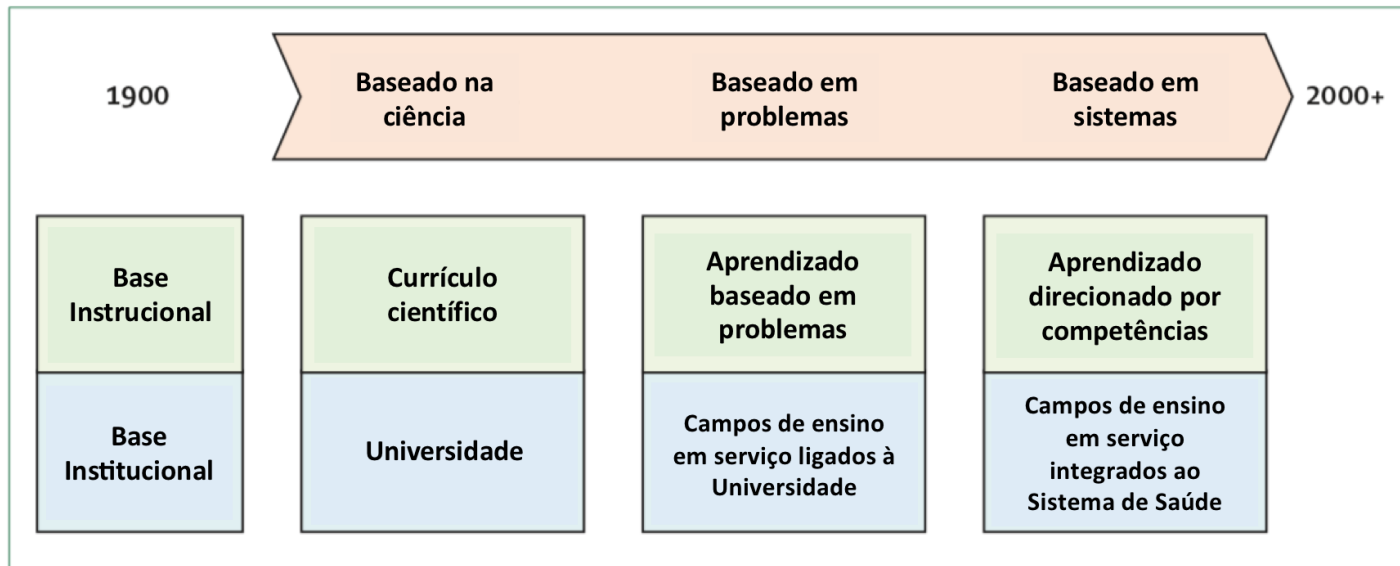 1900
Baseado na
ciência
Baseado em
problemas
Baseado em
sistemas
2000+
Base
Instrucional
Currículo
científico
Aprendizado
baseado em
problemas
Aprendizado
direcionado por
competências
Base
Institucional
Universidade
Campos de ensino
em serviço ligados à
Universidade
Campos de ensino
em serviço
integrados ao
Sistema de Saúde